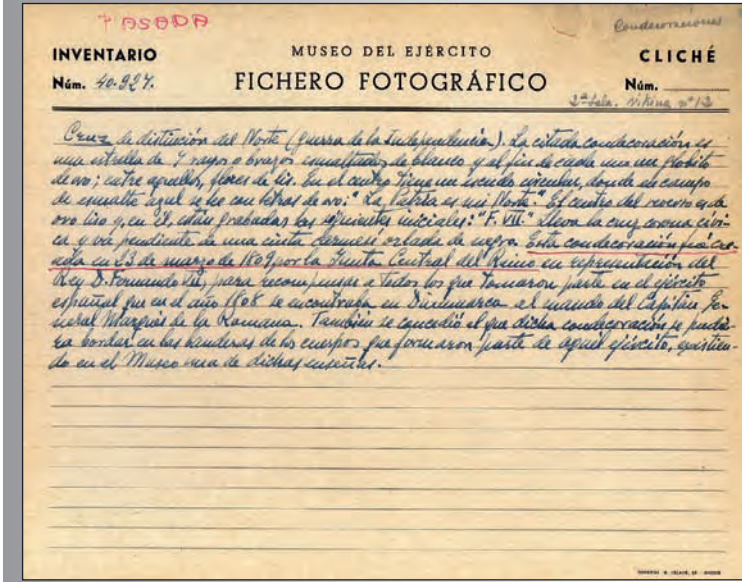 PASADA
Condecoraciones
INVENTARIO
MUSEO DEL EJÉRCITO
CLICHÉ
Núm. 40.927.
FICHERO FOTOGRÁFICO
Núm.
2ª Sala. Vitrina nº 12
Cruz de distinción del Norte (guerra de la Independencia). La citada condecoración es
una estrella de 7 rayos o brazos esmaltados de blanco y al fin de cada uno un globito
de oro; entre aquellos, flores de lis. En el centro tiene un escudo circular, donde en campo
de esmalte azul se lee con letras de oro: "La Patria es mi Norte". El centro del reverso es de
oro liso y, en él, están grabadas las siguientes iniciales: "F. VII." Lleva la cruz corona cívi-
ca y vá pendiente de una cinta carmesí orlada de negro. Esta condecoración fué cre-
ada en 23 de marzo de 1809 por la Junta Central del Reino en representación del
Rey D. Fernando VII, para recompensar a todos los que tomaron parte en el ejército
español que en el año 1908 se encontraba en Dinamarca al mando del Capitán Ge-
neral Marqués de la Romana. También se concedió el que dicha condecoración se pudie-
ra bordar en las banderas de los cuerpos que formaron parte de aquel ejército, existien-
do en el Museo una de dichas enseñas.